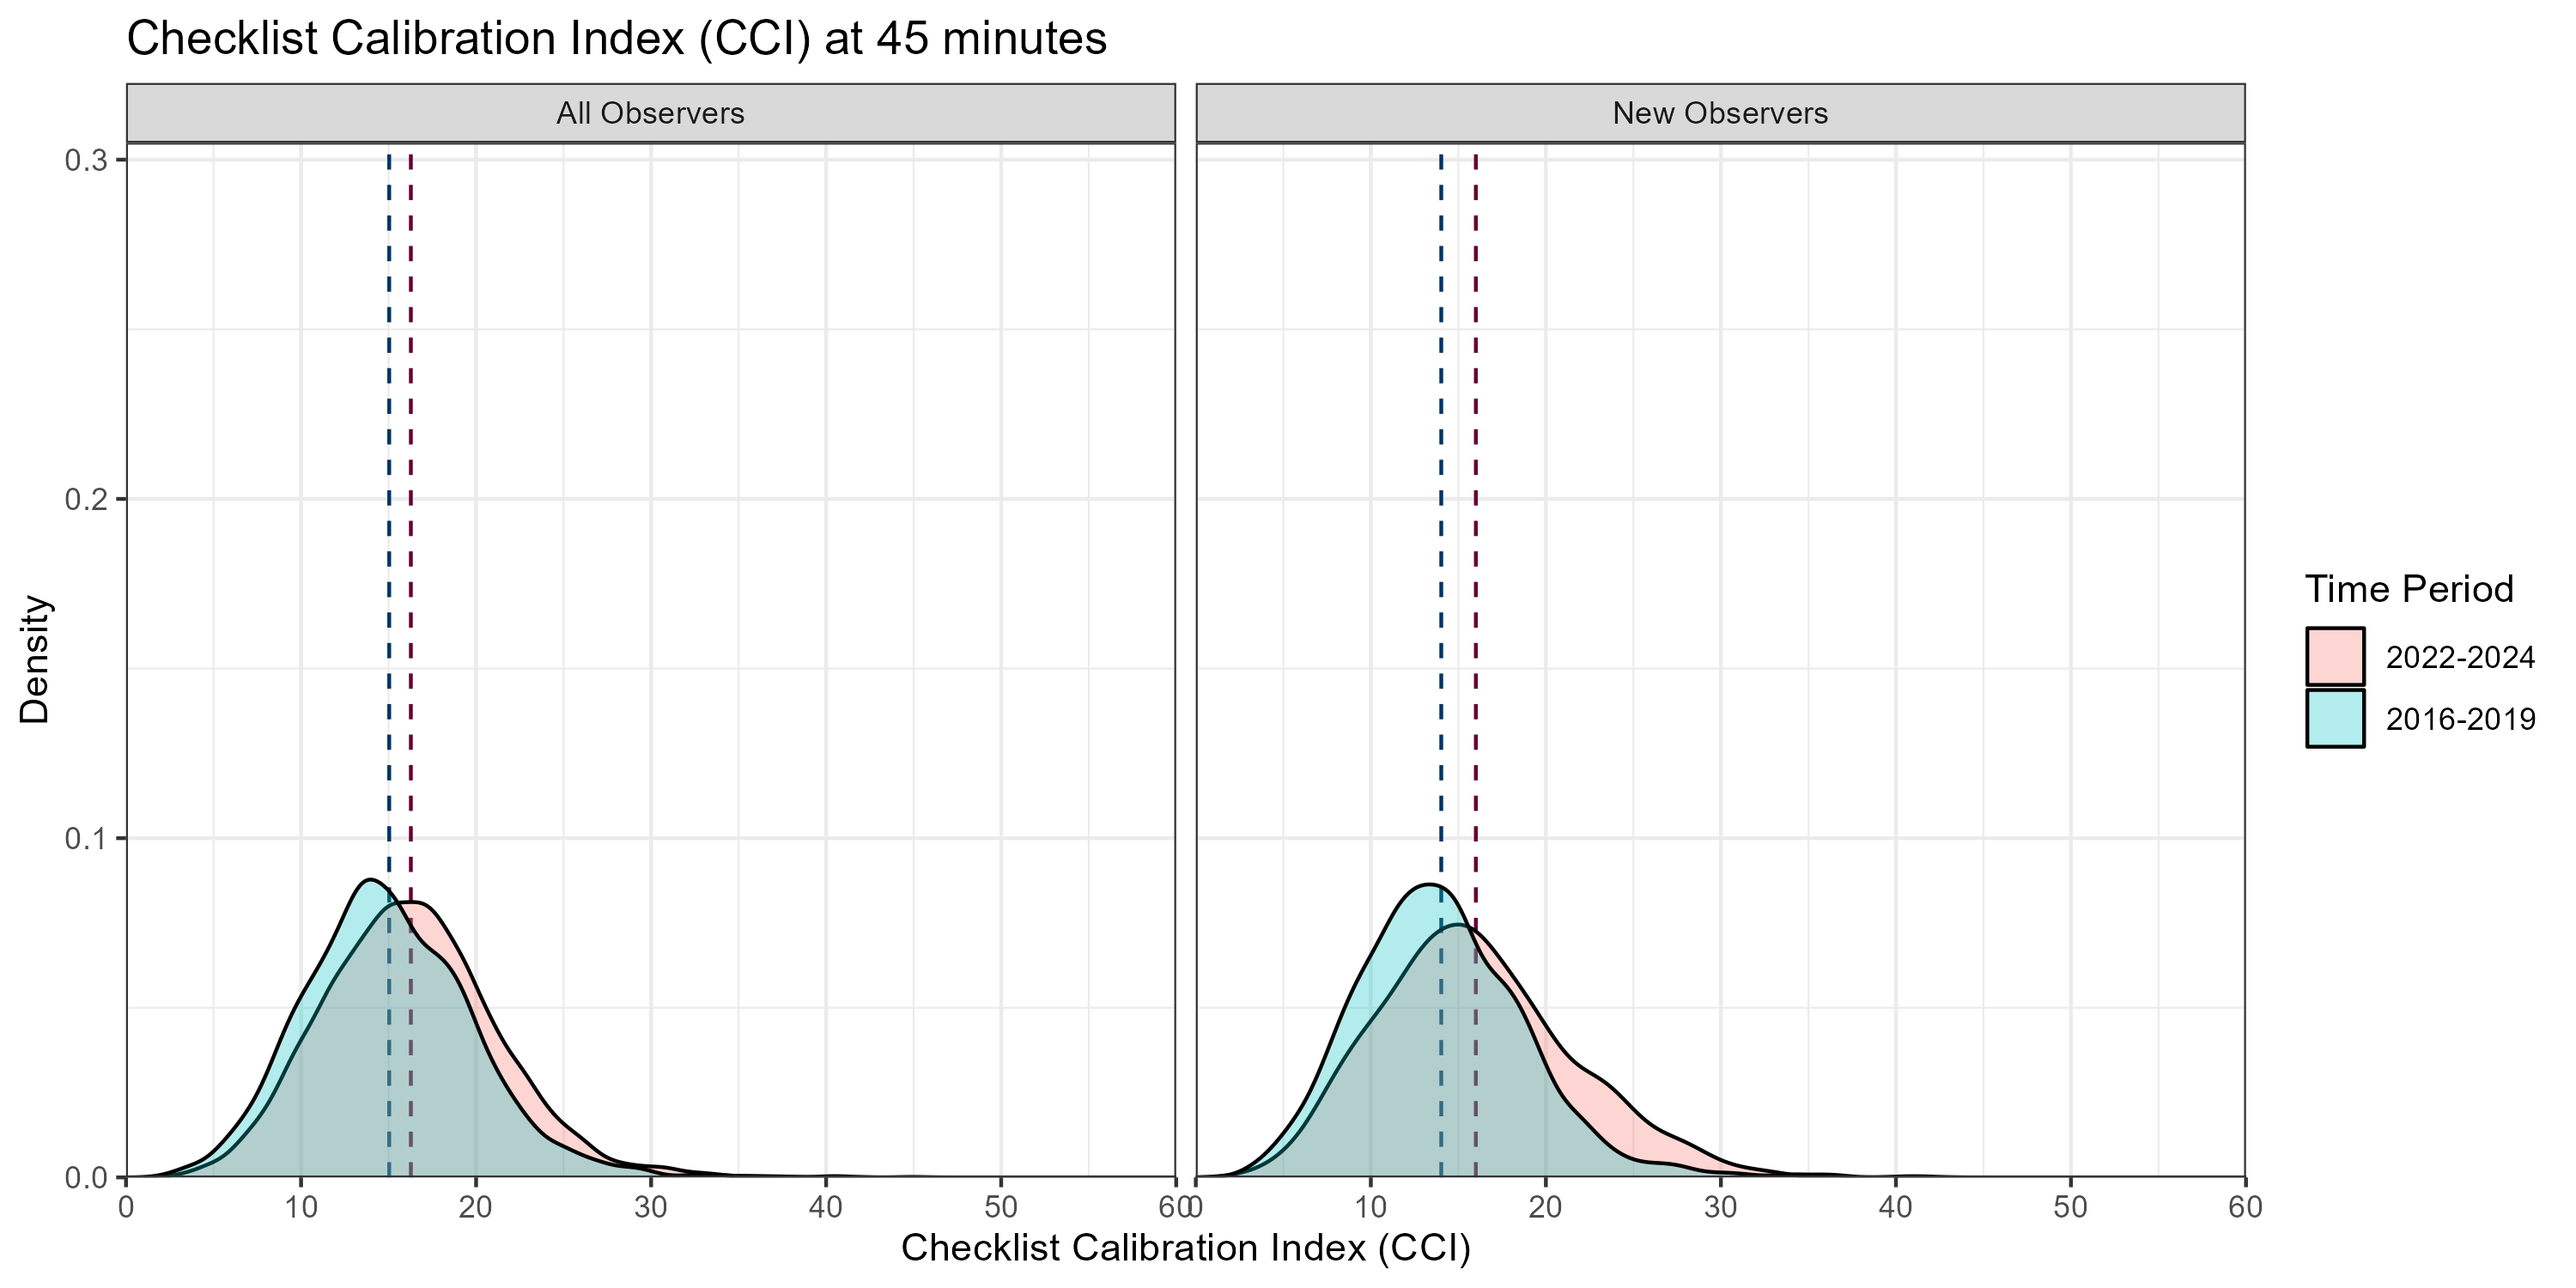 Checklist Calibration Index (CCI) at 45 minutes
All Observers
New Observers
0.3
0.2
0.1
0.0
Density
0 10 20 30 40 50 60
0 10 20 30 40 50 60
Checklist Calibration Index (CCI)
Time Period
2022-2024
2016-2019